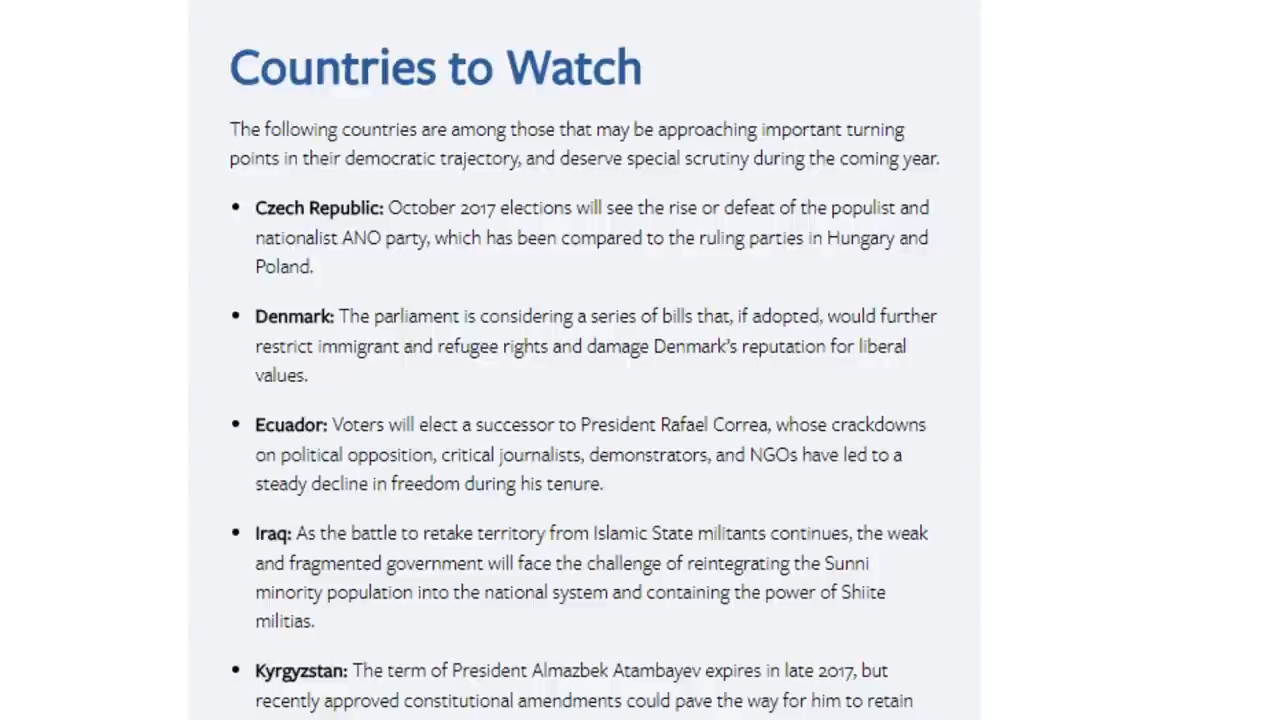 Countries to Watch
The following countries are among those that may be approaching important turning
points in their democratic trajectory, and deserve special scrutiny during the coming year.
• Czech Republic: October 2017 elections will see the rise or defeat of the populist and
nationalist ANO party, which has been compared to the ruling parties in Hungary and
Poland.
• Denmark: The parliament is considering a series of bills that, if adopted, would further
restrict immigrant and refugee rights and damage Denmark's reputation for liberal
values.
• Ecuador: Voters will elect a successor to President Rafael Correa, whose crackdowns
on political opposition, critical journalists, demonstrators, and NGOs have led to a
steady decline in freedom during his tenure.
• Iraq: As the battle to retake territory from Islamic State militants continues, the weak
and fragmented government will face the challenge of reintegrating the Sunni
minority population into the national system and containing the power of Shiite
militias.
• Kyrgyzstan: The term of President Almazbek Atambayev expires in late 2017, but
recently approved constitutional amendments could pave the way for him to retain